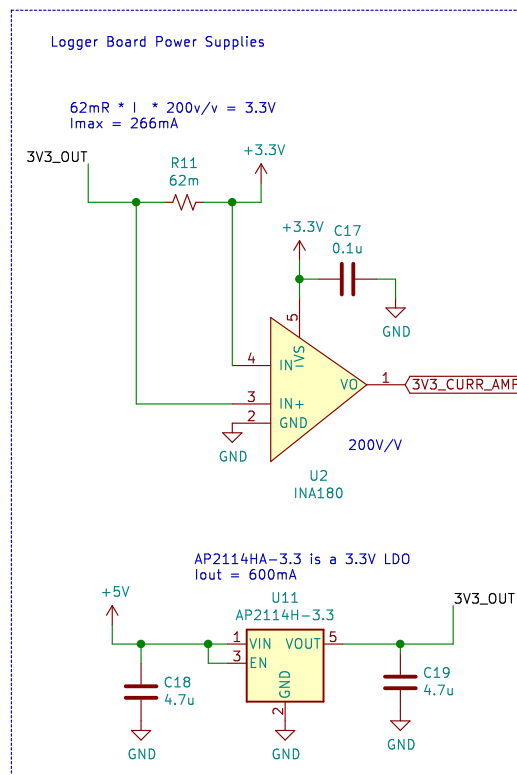 Logger Board Power Supplies
62mR * I  * 200v/v = 3.3V
Imax = 266mA
3V3_OUT
R11
62m
+3.3V
+3.3V
C17
0.1u
GND
5
VS
4
IN-
3
IN+
2
GND
VO
1
3V3_CURR_AMP
GND
200V/V
U2
INA180
AP2114HA-3.3 is a 3.3V LDO
Iout = 600mA
+5V
U11
AP2114H-3.3
3V3_OUT
1
VIN
VOUT
5
3
EN
GND
2
C18
4.7u
C19
4.7u
GND
GND
GND